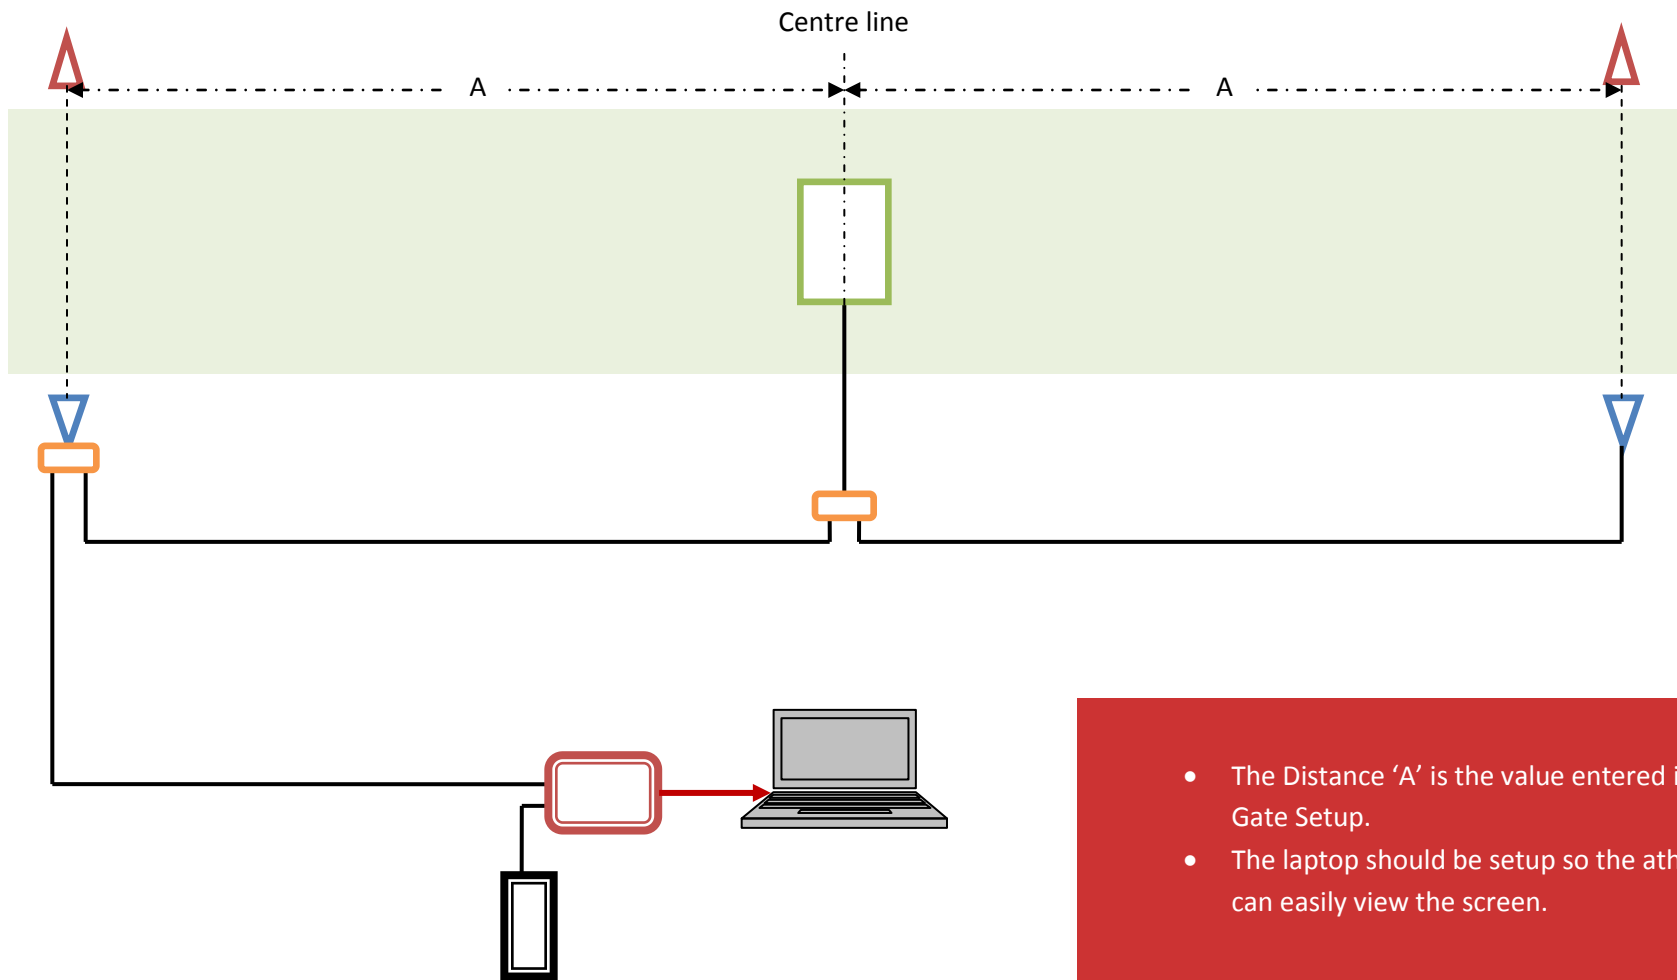 Centre line
A
A
• The Distance ‘A’ is the value entered
Gate Setup.
• The laptop should be setup so the
can easily view the screen.